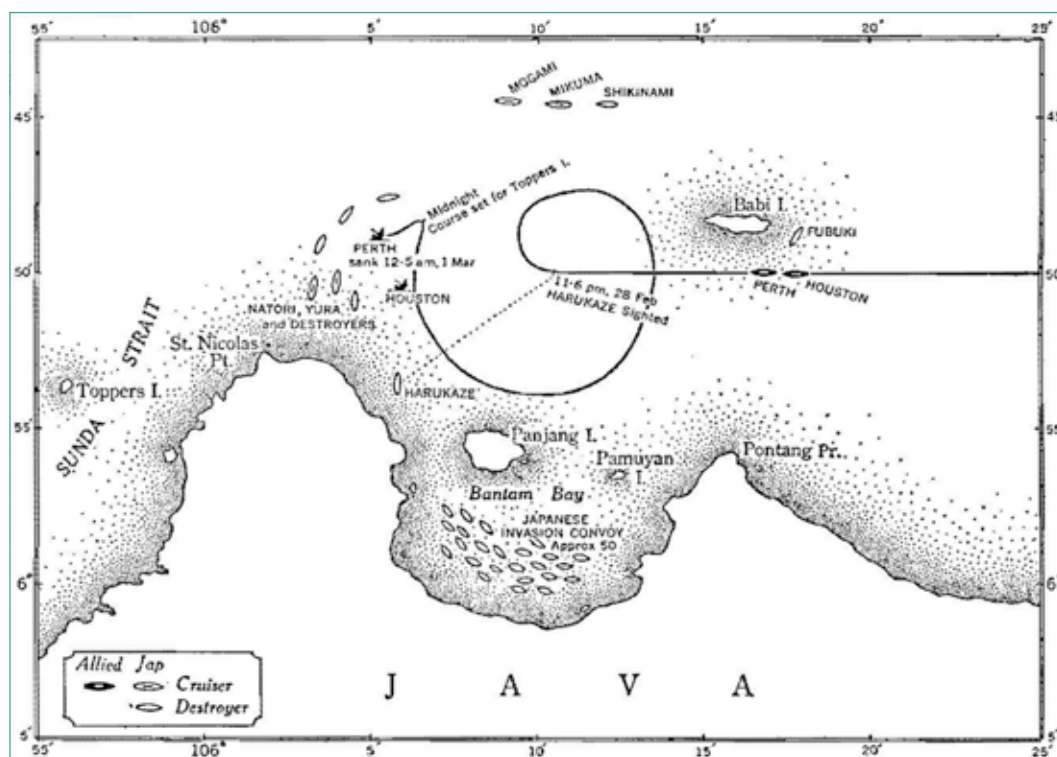 55' 106° 5' 10' 15' 20' 25'
MOGAMI
MIKUMA
SHIKINAMI
45' 45'
Midnight
Course set for Toppers I.
Babi I.
FUBUKI
PERTH
sank 12-5 am, 1 Mar
50' 50'
HOUSTON
11·6 pm, 28 Feb
HARUKAZE Sighted
PERTH
HOUSTON
NATORI, YURA
and DESTROYERS
St. Nicolas
Pt.
SUNDA STRAIT
Toppers I.
HARUKAZE
55' 55'
Panjang I.
Pamuyan
I.
Pontang Pr.
Bantam Bay
JAPANESE
INVASION CONVOY
Approx 50
6° 6°
J A V A
Allied Jap
Cruiser
Destroyer
5' 5'
55' 106° 5' 10' 15' 20' 25'